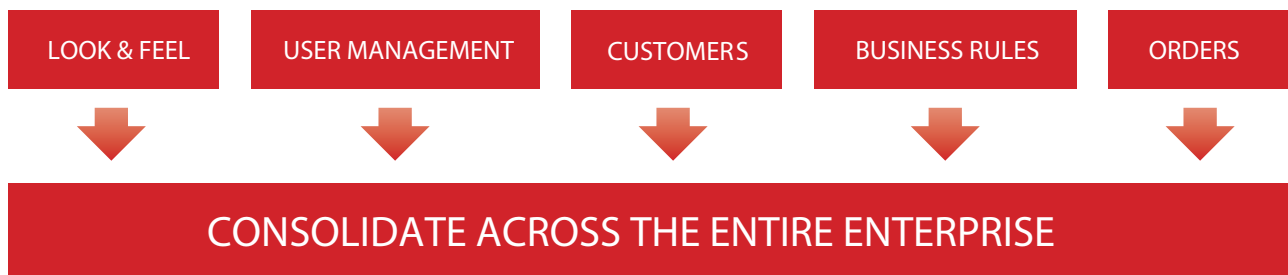 LOOK & FEEL
USER MANAGEMENT
CUSTOMERS
BUSINESS RULES
ORDERS
CONSOLIDATE ACROSS THE ENTIRE ENTERPRISE